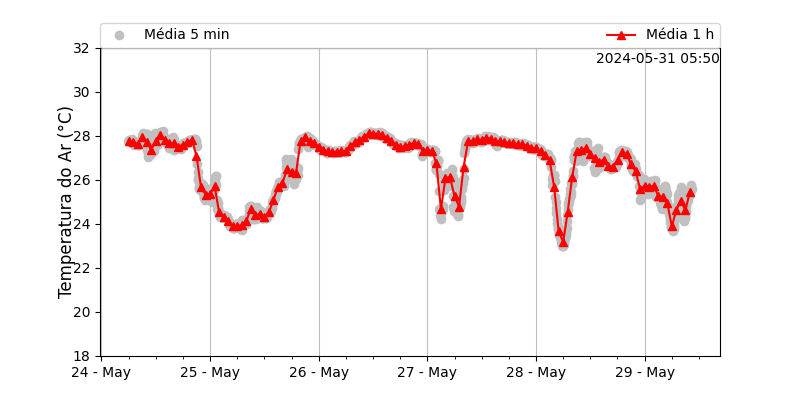 Média 5 min
Média 1 h
2024-05-31 05:50
Temperatura do Ar (°C)
32
30
28
26
24
22
20
18
24 - May
25 - May
26 - May
27 - May
28 - May
29 - May